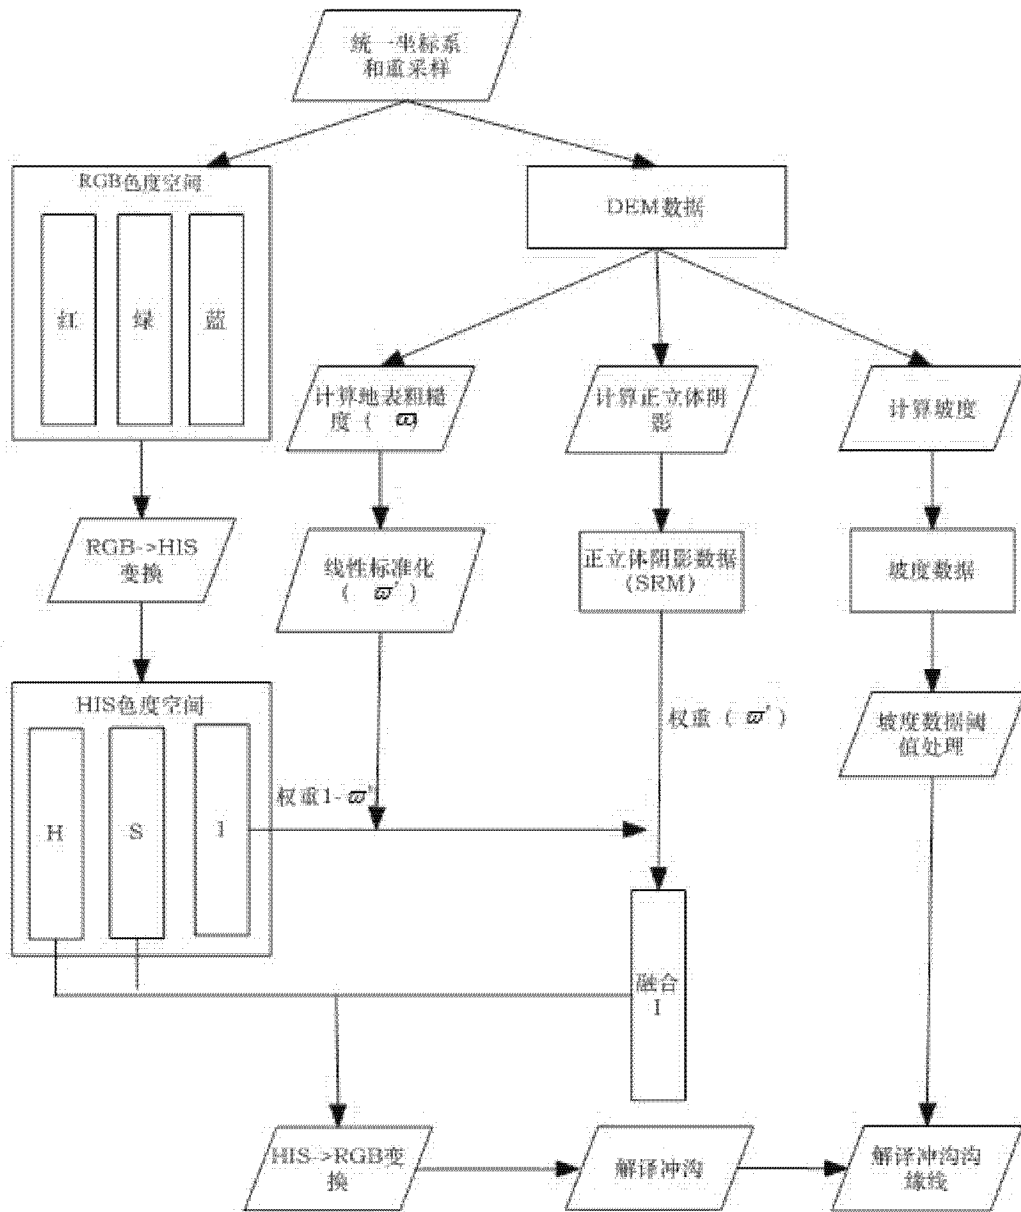 统一坐标系
和重采样
RGB色度空间
红
绿
蓝
DEM数据
计算地表粗糙
度（ϖ）
计算正立体阴
影
计算坡度
RGB->HIS
变换
线性标准化
（ϖ′）
正立体阴影数据
(SRM)
坡度数据
HIS色度空间
H
S
I
权重1-ϖ′
权重（ϖ′）
坡度数据阈
值处理
融合
I
HIS->RGB变
换
解译冲沟
解译冲沟沟
缘线